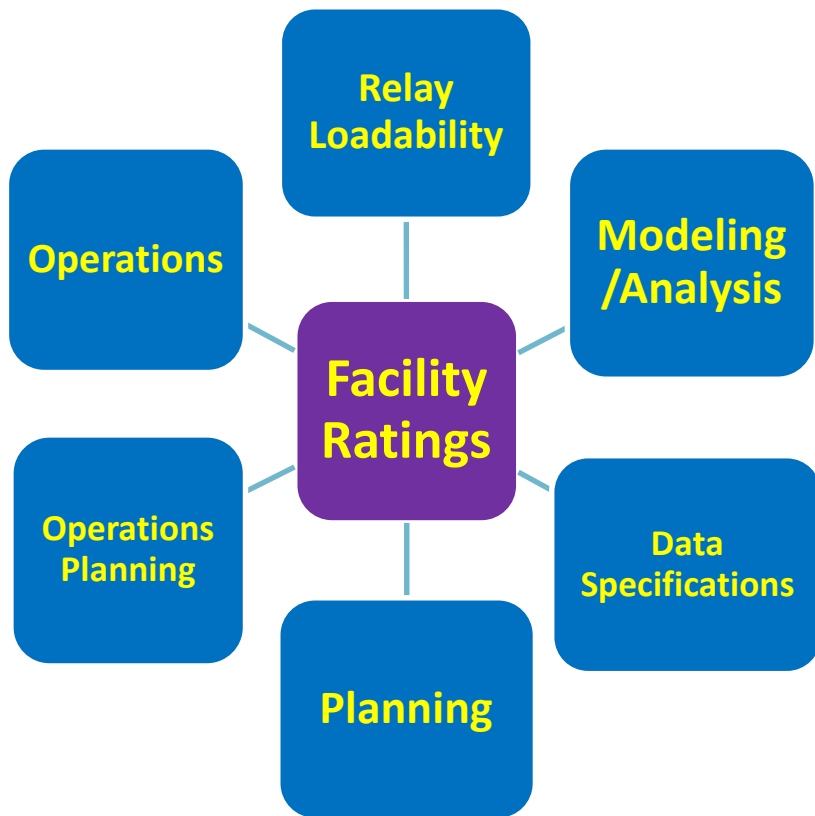 Relay
Loadability
Operations
Modeling
/Analysis
Facility
Ratings
Operations
Planning
Data
Specifications
Planning